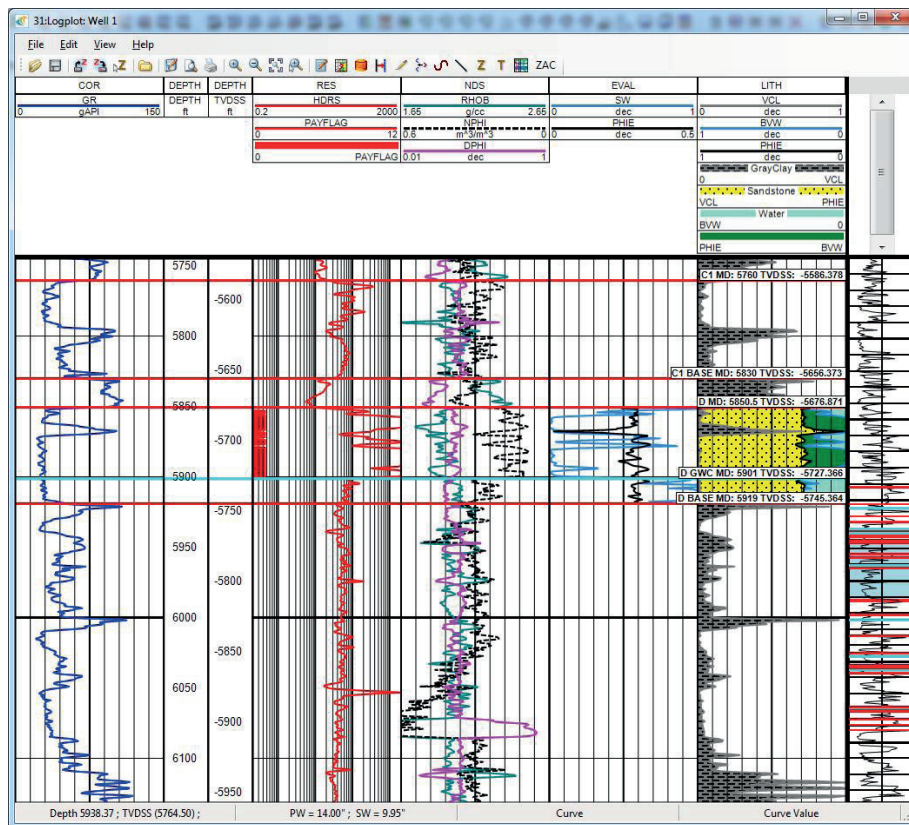 31:Logplot: Well 1
File Edit View Help
ZAC
COR DEPTH DEPTH RES NDS EVAL LITH
GR DEPTH TVDSS HDRS RHOB SW VCL
0 gAPI 150 ft ft 0.2 2000 1.65 g/cc 2.65 0 dec 1 0 dec 1
PAYFLAG NPHI PHIE BVW
0 12 0.6 m^3/m^3 0 0 dec 0.5 1 dec 0
DPHI PHIE
0 PAYFLAG 0.01 dec 1 1 dec 0
GrayClay
0 VCL
Sandstone
VCL PHIE
Water
BVW 0
PHIE BVW
5750
C1 MD: 5760 TVDSS: -5586.378
-5600
5800
-5650
C1 BASE MD: 5830 TVDSS: -5656.373
5850
D MD: 5850.5 TVDSS: -5676.871
-5700
5900
D GWC MD: 5901 TVDSS: -5727.366
D BASE MD: 5919 TVDSS: -5745.364
-5750
5950
-5800
6000
-5850
6050
-5900
6100
-5950
Depth 5938.37 ; TVDSS (5764.50) ; PW = 14.00" ; SW = 9.95" Curve Curve Value